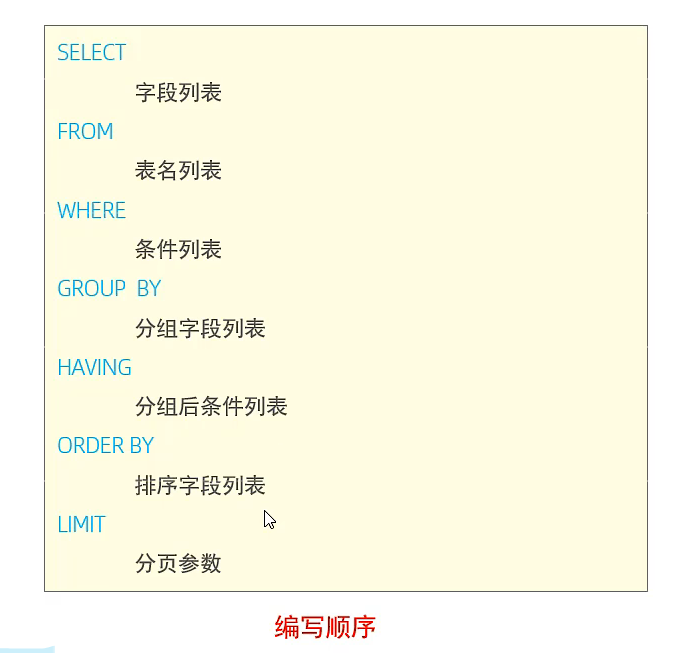 SELECT
字段列表
FROM
表名列表
WHERE
条件列表
GROUP BY
分组字段列表
HAVING
分组后条件列表
ORDER BY
排序字段列表
LIMIT
分页参数
编写顺序